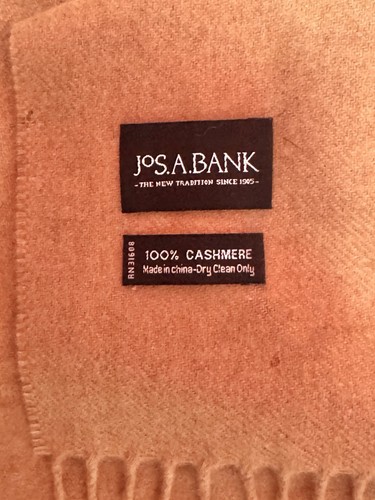 JOS.A.BANK
-THE NEW TRADITION SINCE 1905-
RN31608
100% CASHMERE
Made in china-Dry Clean Only